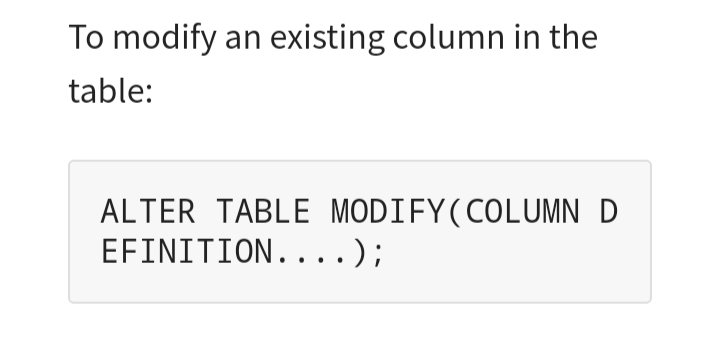 To modify an existing column in the
table:
ALTER TABLE MODIFY(COLUMN D
EFINITION....);